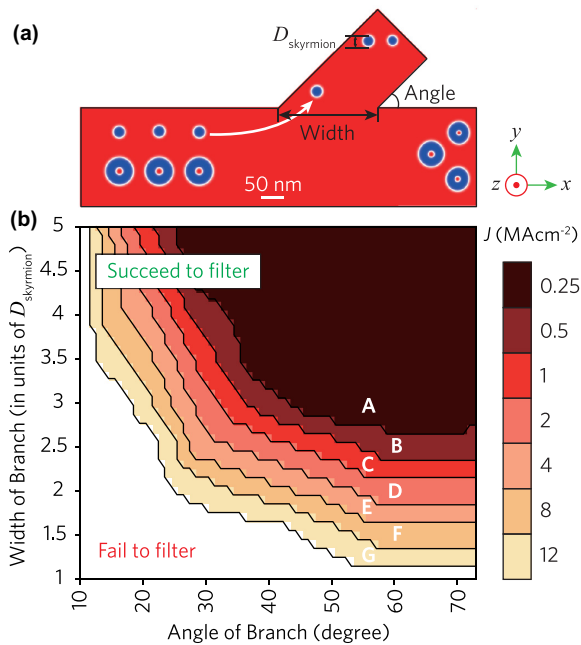 (a)
Dskyrmion
Angle
Width
50 nm
y
z
x
(b)
J (MAcm-2)
Width of Branch (in units of Dskyrmion)
5
4.5
4
3.5
3
2.5
2
1.5
1
Succeed to filter
Fail to filter
A
B
C
D
E
F
G
0.25
0.5
1
2
4
8
12
10
20
30
40
50
60
70
Angle of Branch (degree)